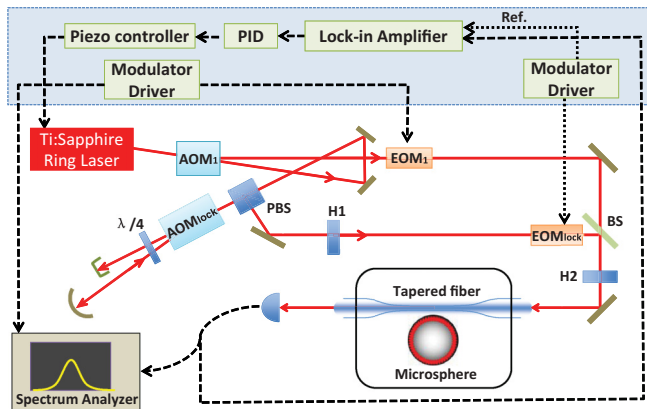 Ref.
Piezo controller
PID
Lock-in Amplifier
Modulator
Driver
Modulator
Driver
Ti:Sapphire
Ring Laser
AOM1
EOM1
PBS
λ/4
AOMlock
H1
EOMlock
BS
H2
Tapered fiber
Microsphere
Spectrum Analyzer